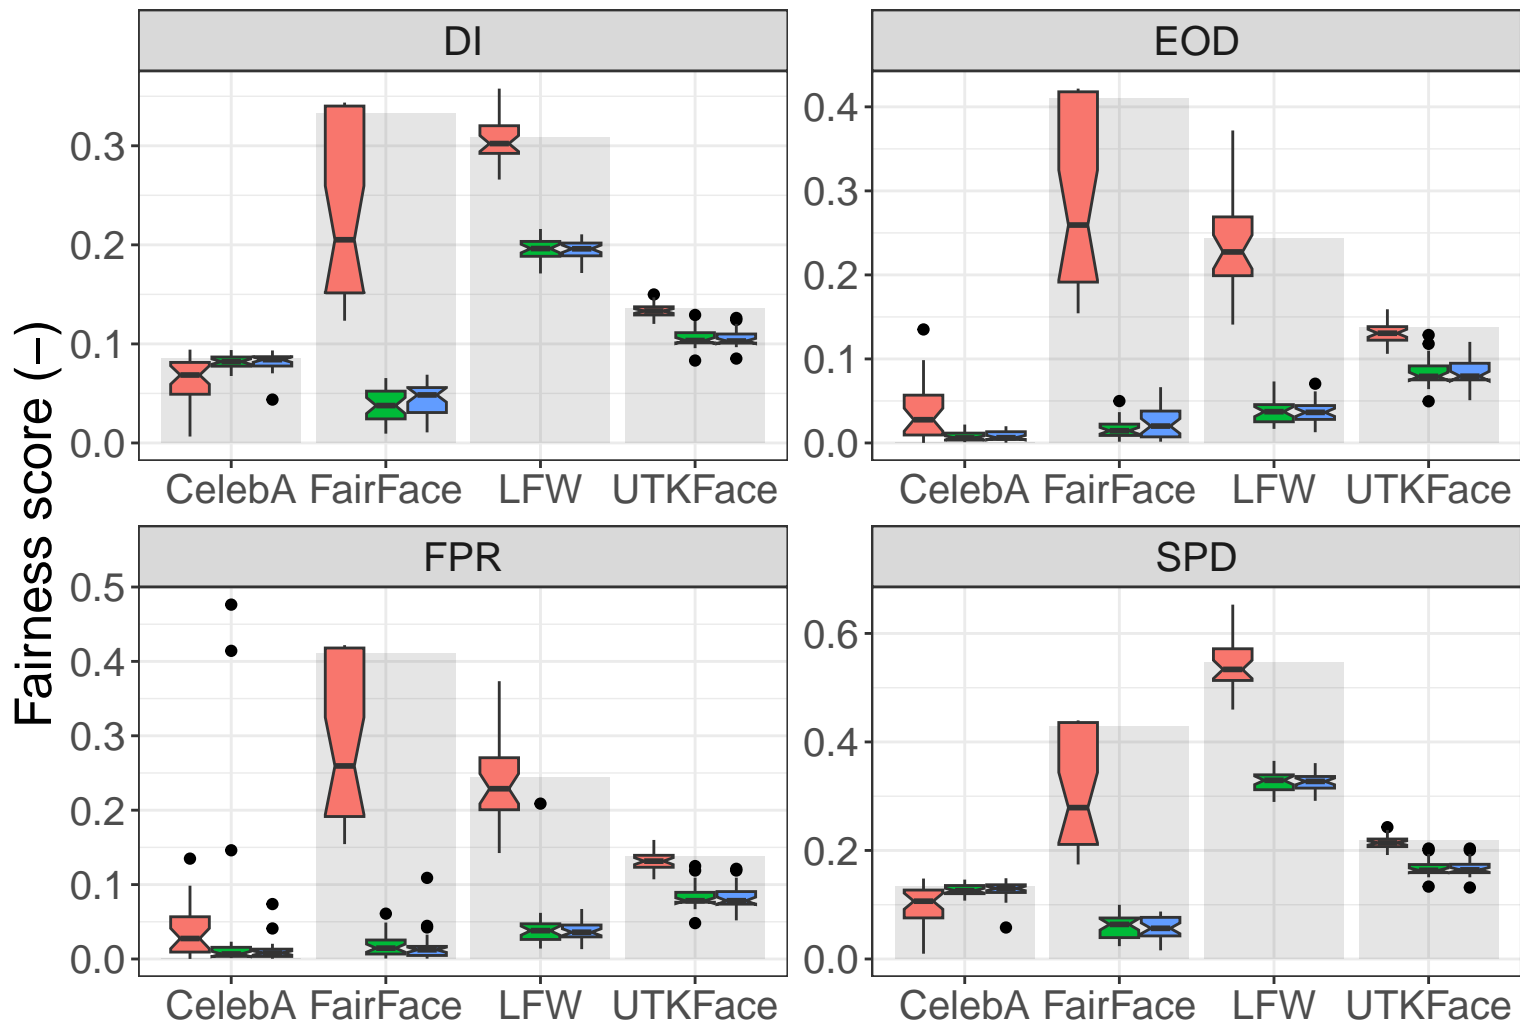 Fairness score (−)
DI
0.3
0.2
0.1
0.0
CelebA FairFace LFW UTKFace
EOD
0.4
0.3
0.2
0.1
0.0
CelebA FairFace LFW UTKFace
FPR
0.5
0.4
0.3
0.2
0.1
0.0
CelebA FairFace LFW UTKFace
SPD
0.6
0.4
0.2
0.0
CelebA FairFace LFW UTKFace